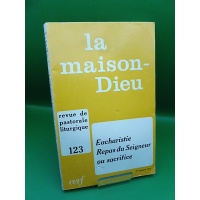 la
maison-
Dieu
revue de
pastorale
liturgique
123
Eucharistie
Repas du Seigneur
ou sacrifice
cerf